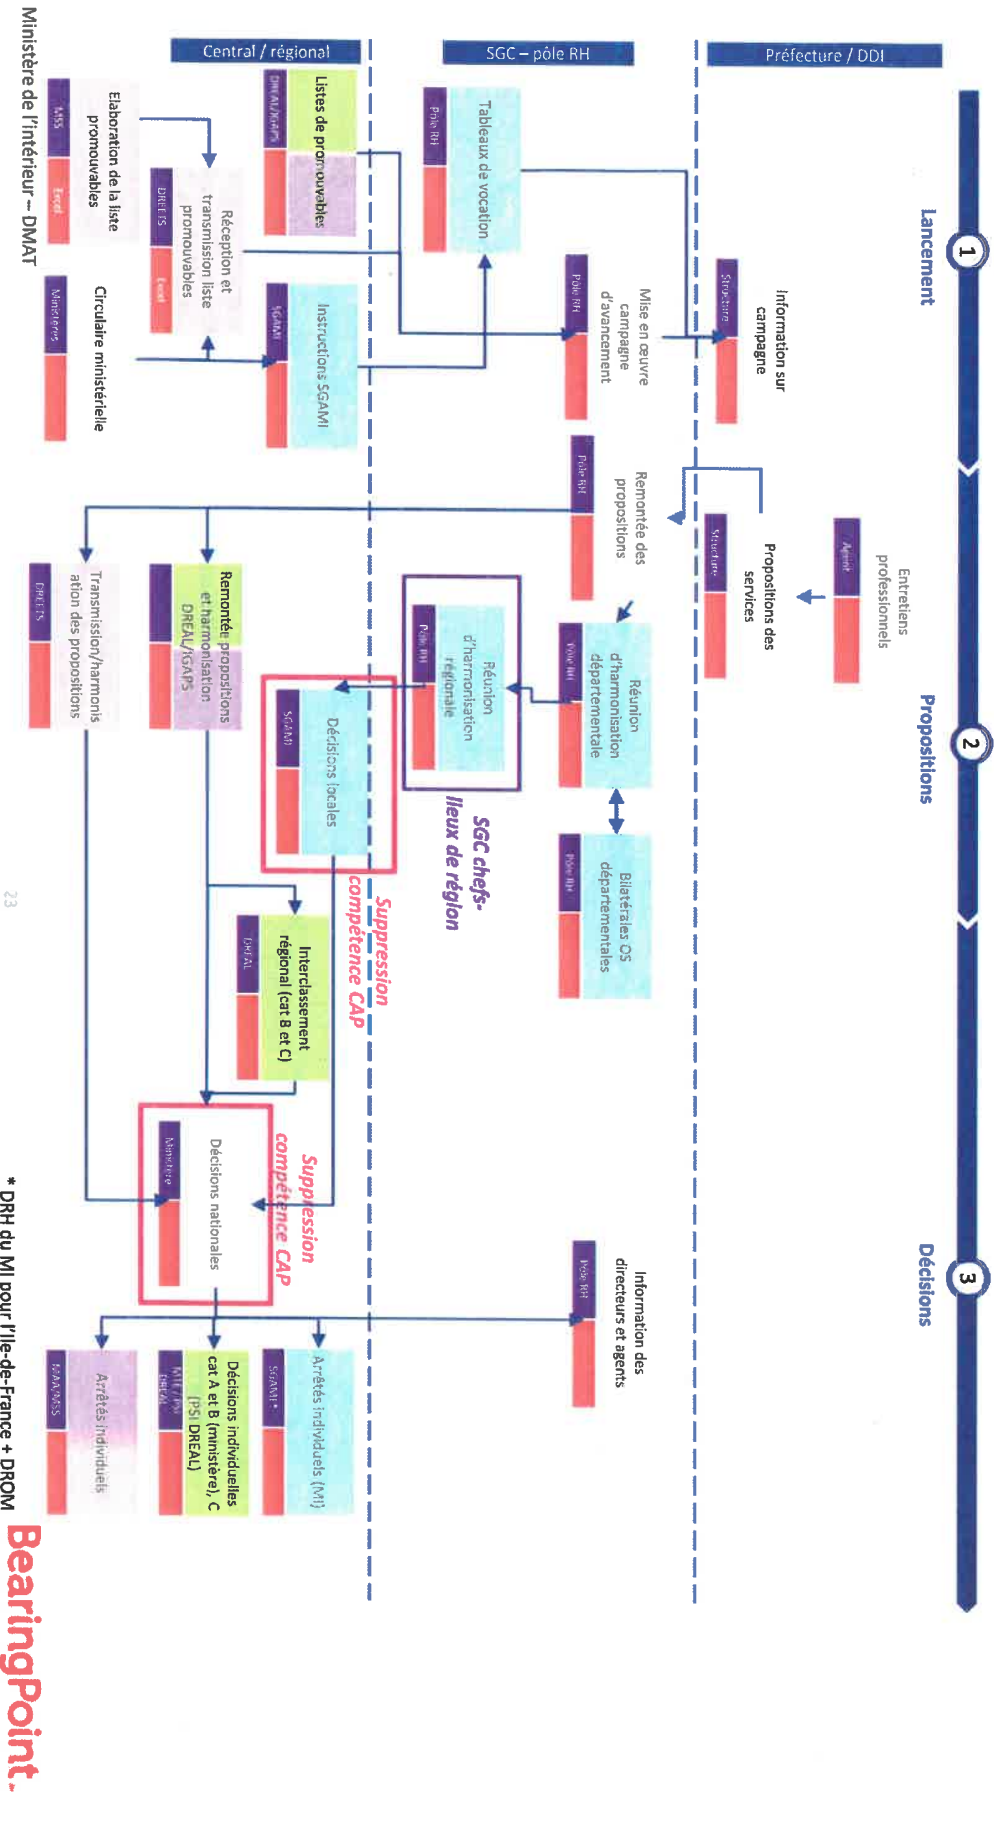 1
2
3
Lancement
Propositions
Décisions
Préfecture / DDI
Information sur
campagne
Structure
Entretiens
professionnels
Agent
Propositions des
services
Structure
SGC – pôle RH
Tableaux de vocation
Pôle RH
Mise en œuvre
campagne
d'avancement
Pôle RH
Remontée des
propositions
Pôle RH
Réunion
d'harmonisation
départementale
Pôle RH
Bilatérales OS
départementales
Pôle RH
Réunion
d'harmonisation
régionale
Pôle RH
SGC chefs-
lieux de région
Information des
directeurs et agents
Pôle RH
Central / régional
Listes de promouvables
DREAL/IGAPS
Instructions SGAMI
SGAMI
Réception et
transmission liste
promouvables
DREETS
Excel
Elaboration de la liste
promouvables
MSS
Excel
Circulaire ministérielle
Ministères
Décisions locales
SGAMI
Suppression
compétence CAP
Remontée propositions
et harmonisation
DREAL/IGAPS
Transmission/harmonis
ation des propositions
DREETS
Interclassement
régional (cat B et C)
DREAL
Suppression
compétence CAP
Décisions nationales
Ministère
Arrêtés individuels (MI)
SGAMI*
Décisions individuelles
cat A et B (ministère), C
(PSI DREAL)
DREAL
Arrêtés individuels
MAA/MSS
Ministère de l'intérieur – DMAT
23
* DRH du MI pour l'Ile-de-France + DROM
BearingPoint.